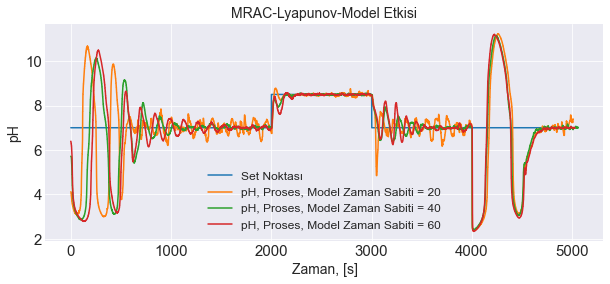 MRAC-Lyapunov-Model Etkisi
10
8
6
4
2
pH
Set Noktası
pH, Proses, Model Zaman Sabiti = 20
pH, Proses, Model Zaman Sabiti = 40
pH, Proses, Model Zaman Sabiti = 60
0 1000 2000 3000 4000 5000
Zaman, [s]